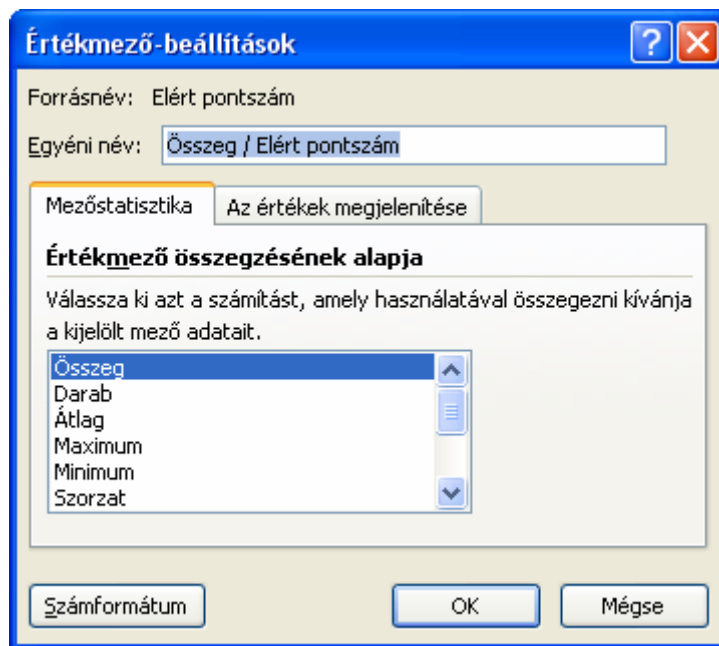 Értékmező-beállítások
Forrásnév: Elért pontszám
Egyéni név: Összeg / Elért pontszám
Mezőstatisztika Az értékek megjelenítése
Értékmező összegzésének alapja
Válassza ki azt a számítást, amely használatával összegezni kívánja
a kijelölt mező adatait.
Összeg
Darab
Átlag
Maximum
Minimum
Szorzat
Számformátum OK Mégse